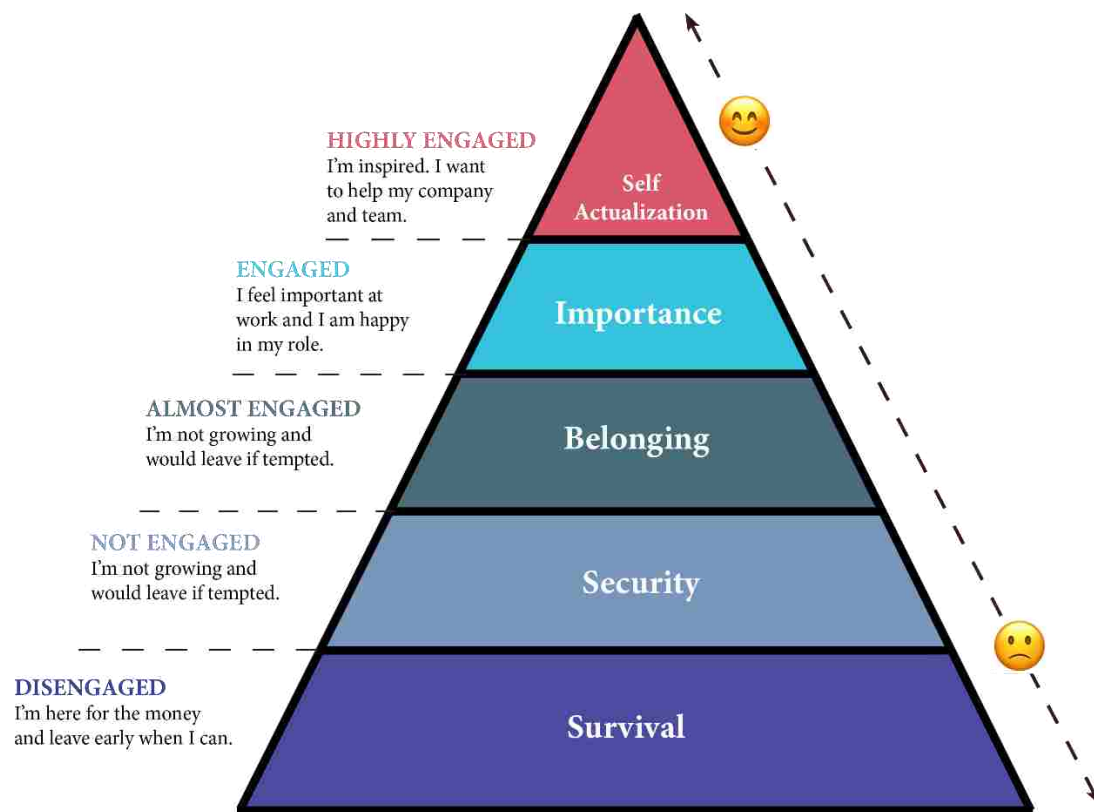 HIGHLY ENGAGED
I'm inspired. I want
to help my company
and team.
Self
Actualization
ENGAGED
I feel important at
work and I am happy
in my role.
Importance
ALMOST ENGAGED
I'm not growing and
would leave if tempted.
Belonging
NOT ENGAGED
I'm not growing and
would leave if tempted.
Security
DISENGAGED
I'm here for the money
and leave early when I can.
Survival